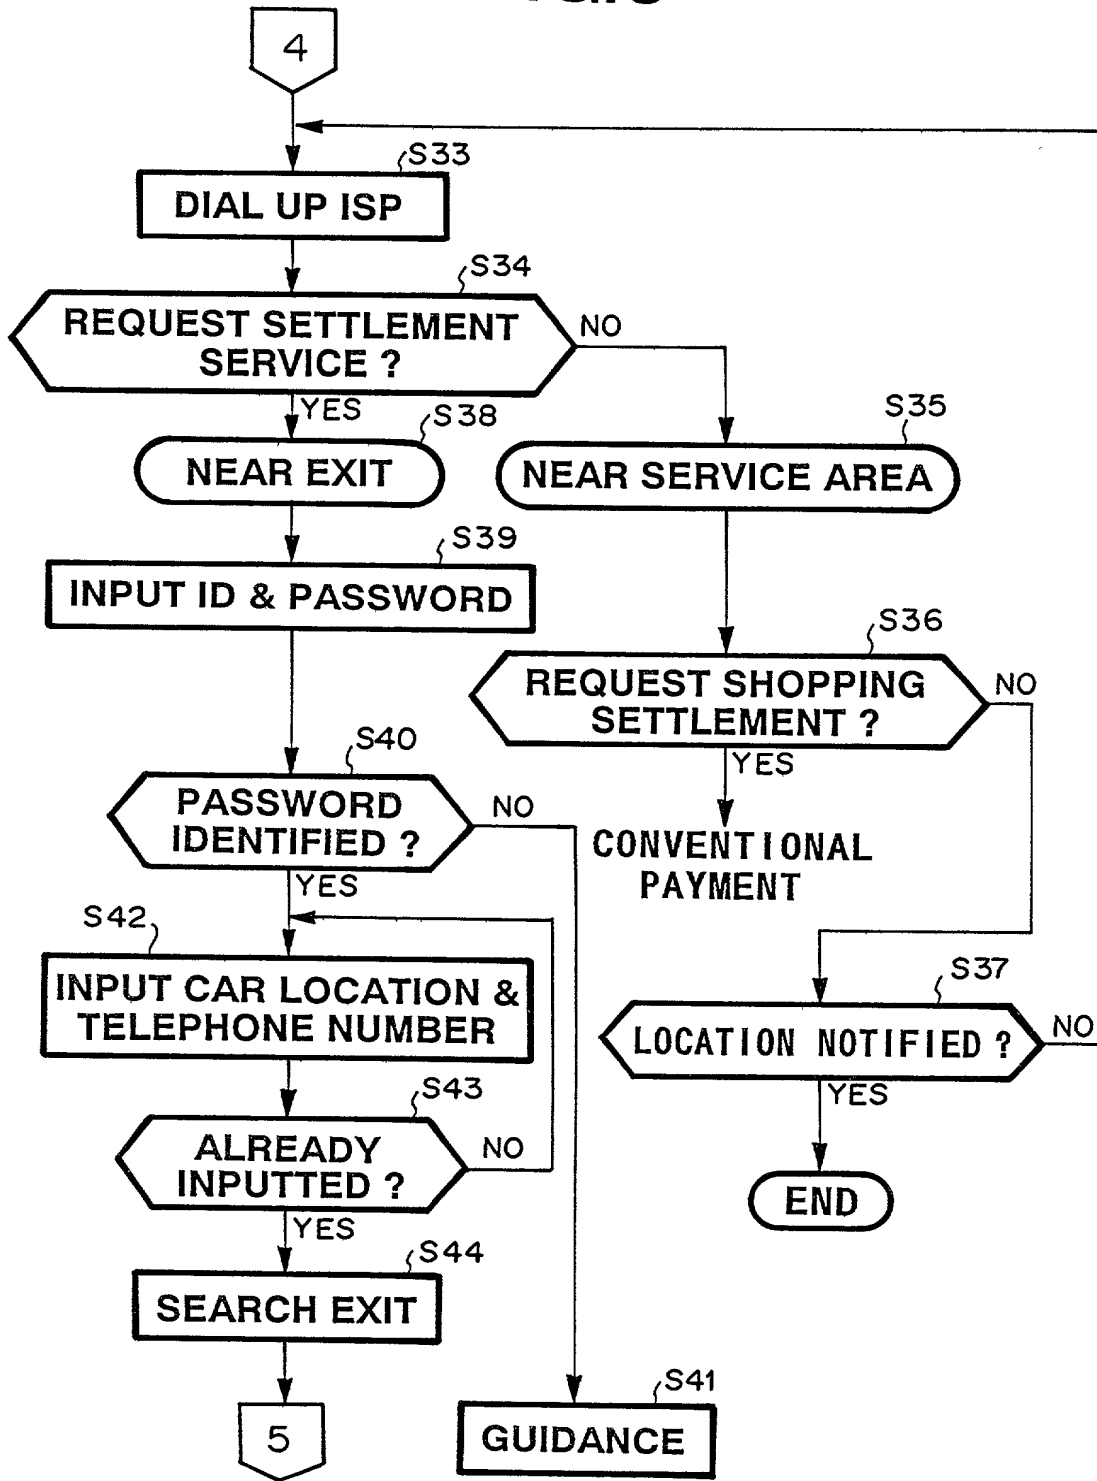 4
S33
DIAL UP ISP
S34
REQUEST SETTLEMENT
SERVICE ?
NO
YES
S38
NEAR EXIT
S35
NEAR SERVICE AREA
S39
INPUT ID & PASSWORD
S36
REQUEST SHOPPING
SETTLEMENT ?
NO
YES
CONVENTIONAL
PAYMENT
S40
PASSWORD
IDENTIFIED ?
NO
YES
S42
INPUT CAR LOCATION &
TELEPHONE NUMBER
S37
LOCATION NOTIFIED ?
NO
YES
END
S43
ALREADY
INPUTTED ?
NO
YES
S44
SEARCH EXIT
5
S41
GUIDANCE